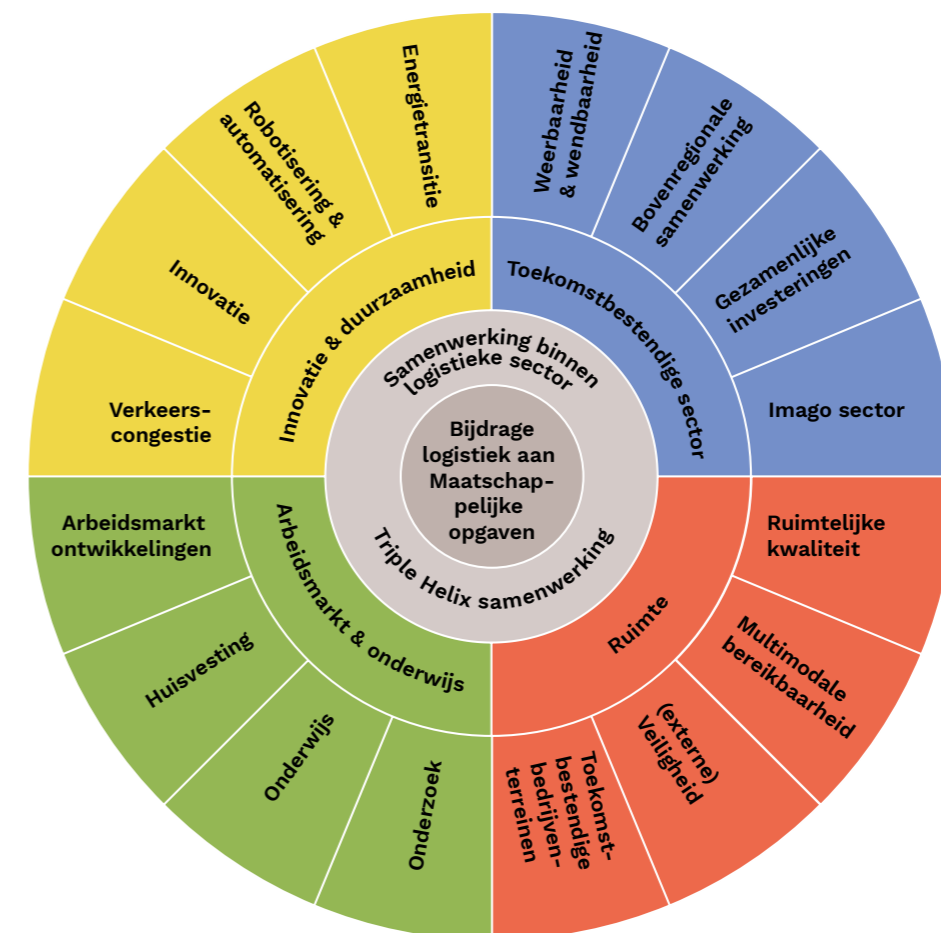 Bijdrage
logistiek aan
Maatschap-
pelijke
opgaven
Samenwerking binnen
logistieke sector
Triple Helix samenwerking
Toekomstbestendige sector
Weerbaarheid
& wendbaarheid
Bovenregionale
samenwerking
Gezamenlijke
investeringen
Imago sector
Ruimte
Ruimtelijke
kwaliteit
Multimodale
bereikbaarheid
(externe)
Veiligheid
Toekomst-
bestendige
bedrijven-
terreinen
Arbeidsmarkt & onderwijs
Onderzoek
Onderwijs
Huisvesting
Arbeidsmarkt
ontwikkelingen
Innovatie & duurzaamheid
Verkeers-
congestie
Innovatie
Robotisering &
automatisering
Energietransitie